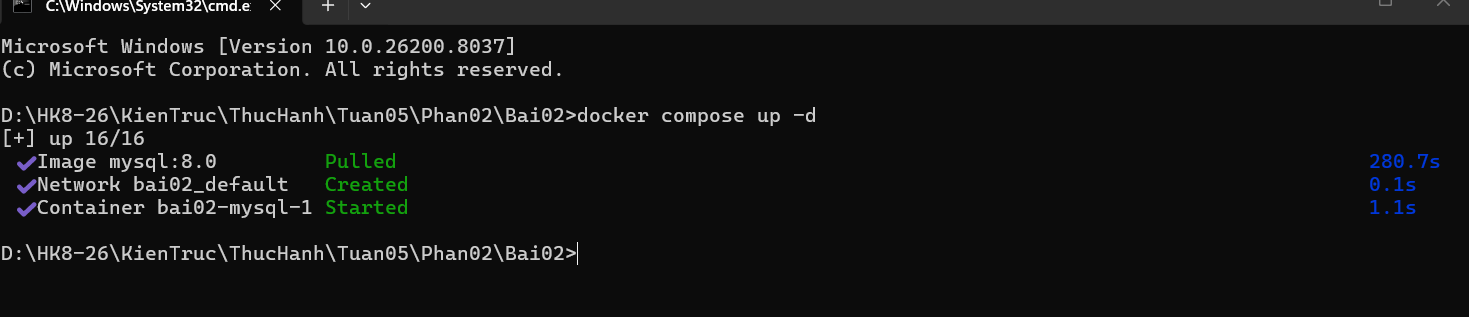 C:\Windows\System32\cmd.e
Microsoft Windows [Version 10.0.26200.8037]
(c) Microsoft Corporation. All rights reserved.
D:\HK8-26\KienTruc\ThucHanh\Tuan05\Phan02\Bai02>docker compose up -d
[+] up 16/16
Image mysql:8.0 Pulled 280.7s
Network bai02_default Created 0.1s
Container bai02-mysql-1 Started 1.1s
D:\HK8-26\KienTruc\ThucHanh\Tuan05\Phan02\Bai02>